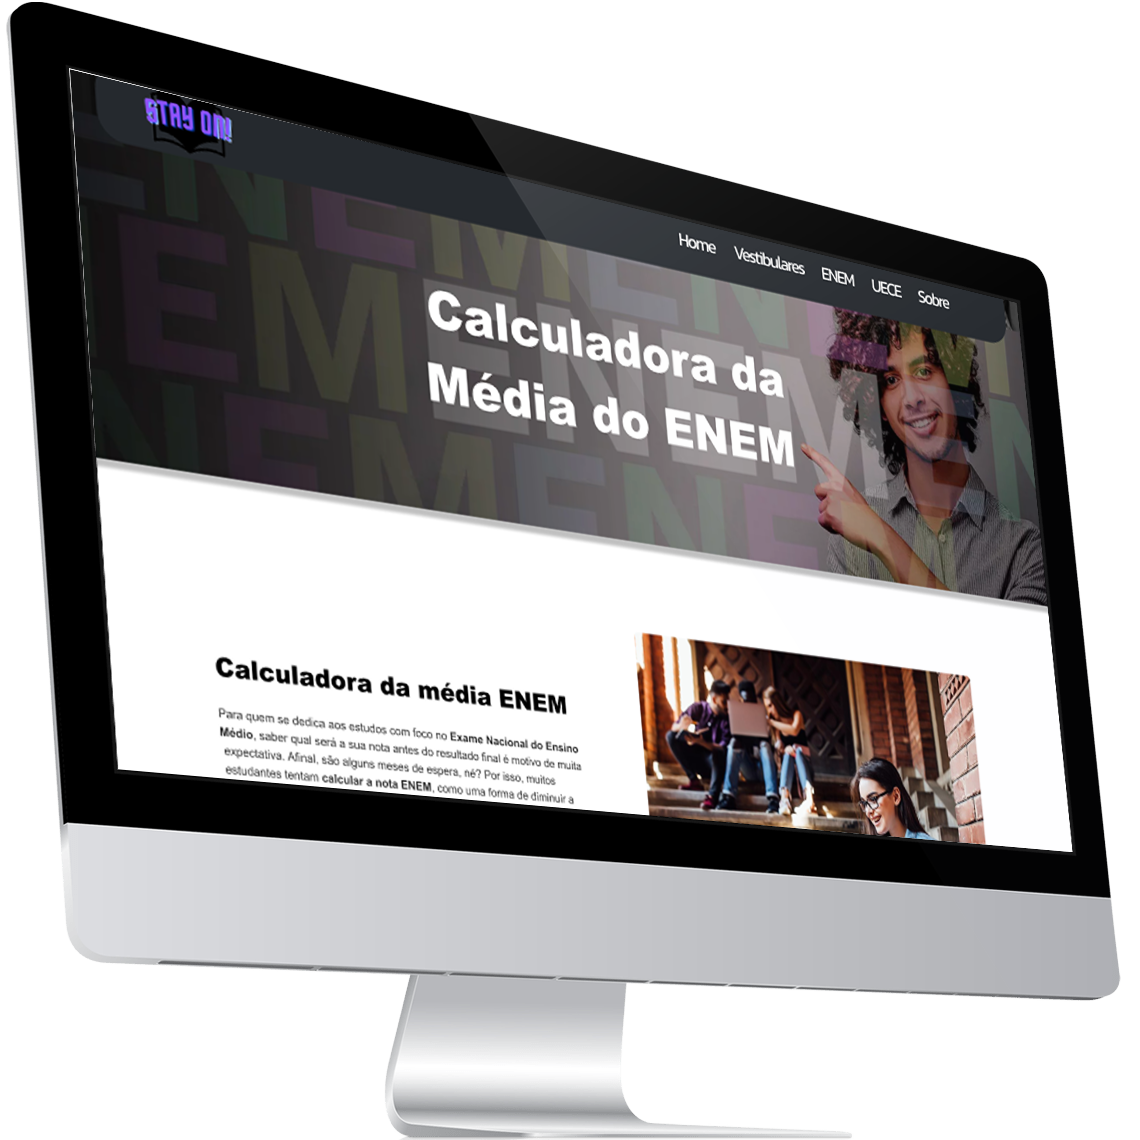 STAY ON!
Home Vestibulares ENEM UECE Sobre
Calculadora da
Média do ENEM
Calculadora da média ENEM
Para quem se dedica aos estudos com foco no Exame Nacional do Ensino
Médio, saber qual será a sua nota antes do resultado final é motivo de muita
expectativa. Afinal, são alguns meses de espera, né? Por isso, muitos
estudantes tentam calcular a nota ENEM, como uma forma de diminuir a